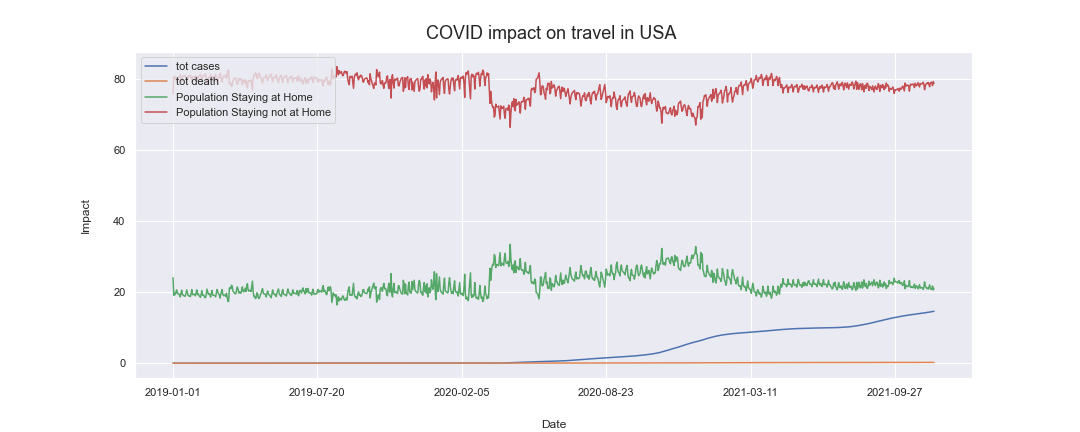 COVID impact on travel in USA
tot cases
tot death
Population Staying at Home
Population Staying not at Home
80
60
40
20
0
Impact
2019-01-01 2019-07-20 2020-02-05 2020-08-23 2021-03-11 2021-09-27
Date